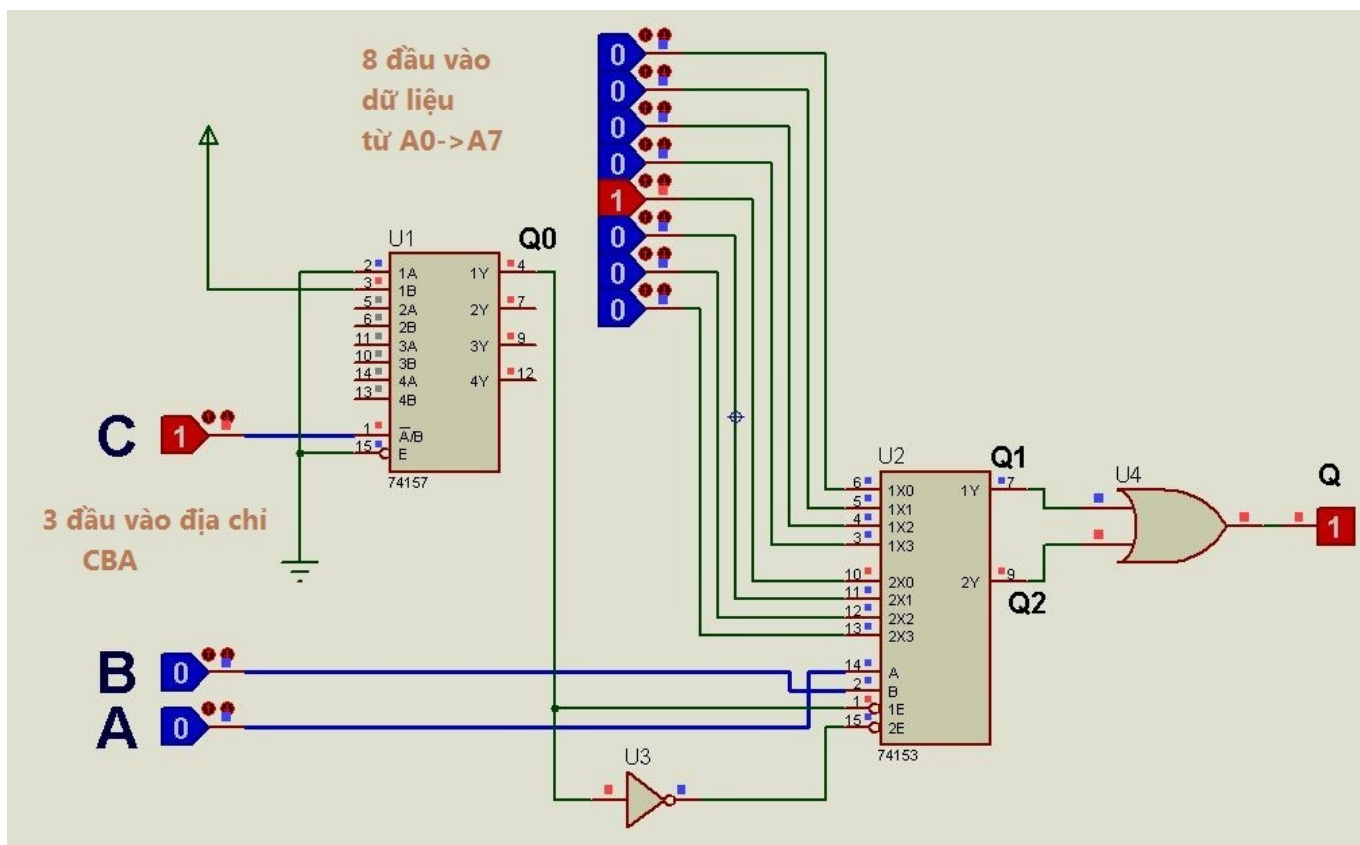 8 đầu vào
dữ liệu
từ A0->A7
0
0
0
0
1
0
0
0
U1
Q0
2 1A 1Y 4
3 1B
5 2A 2Y 7
6 2B
11 3A 3Y 9
10 3B
14 4A 4Y 12
13 4B
C 1
1 A/B
15 E
74157
3 đầu vào địa chỉ
CBA
U2
Q1
6 1X0 1Y 7
5 1X1
4 1X2
3 1X3
10 2X0 2Y 9
11 2X1
12 2X2
13 2X3
14 A
2 B
1 1E
15 2E
74153
Q2
U4
Q
1
B 0
A 0
U3